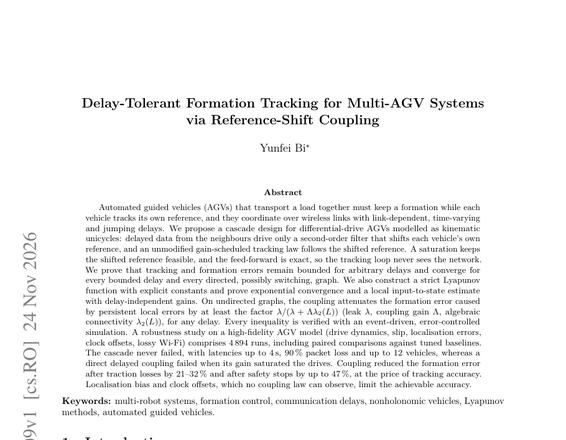 Delay-Tolerant Formation Tracking for Multi-AGV Systems
via Reference-Shift Coupling
Yunfei Bi*
Abstract
Automated guided vehicles (AGVs) that transport a load together must keep a formation while each
vehicle tracks its own reference, and they coordinate over wireless links with link-dependent, time-varying
and jumping delays. We propose a cascade design for differential-drive AGVs modelled as kinematic
unicycles: delayed data from the neighbours drive only a second-order filter that shifts each vehicle's own
reference, and an unmodified gain-scheduled tracking law follows the shifted reference. A saturation keeps
the shifted reference feasible, and the feed-forward is exact, so the tracking loop never sees the network.
We prove that tracking and formation errors remain bounded for arbitrary delays and converge for
every bounded delay and every directed, possibly switching, graph. We also construct a strict Lyapunov
function with explicit constants and prove exponential convergence and a local input-to-state estimate
with delay-independent gains. On undirected graphs, the coupling attenuates the formation error caused
by persistent local errors by at least the factor λ/(λ + Λλ₂(L)) (leak λ, coupling gain Λ, algebraic
connectivity λ₂(L)), for any delay. Every inequality is verified with an event-driven, error-controlled
simulation. A robustness study on a high-fidelity AGV model (drive dynamics, slip, localisation errors,
clock offsets, lossy Wi-Fi) comprises 4 894 runs, including paired comparisons against tuned baselines.
The cascade never failed, with latencies up to 4 s, 90 % packet loss and up to 12 vehicles, whereas a
direct delayed coupling failed when its gain saturated the drives. Coupling reduced the formation error
after traction losses by 21–32 % and after safety stops by up to 47 %, at the price of tracking accuracy.
Localisation bias and clock offsets, which no coupling law can observe, limit the achievable accuracy.
Keywords: multi-robot systems, formation control, communication delays, nonholonomic vehicles, Lyapunov
methods, automated guided vehicles.
09v1 [cs.RO] 24 Nov 2026